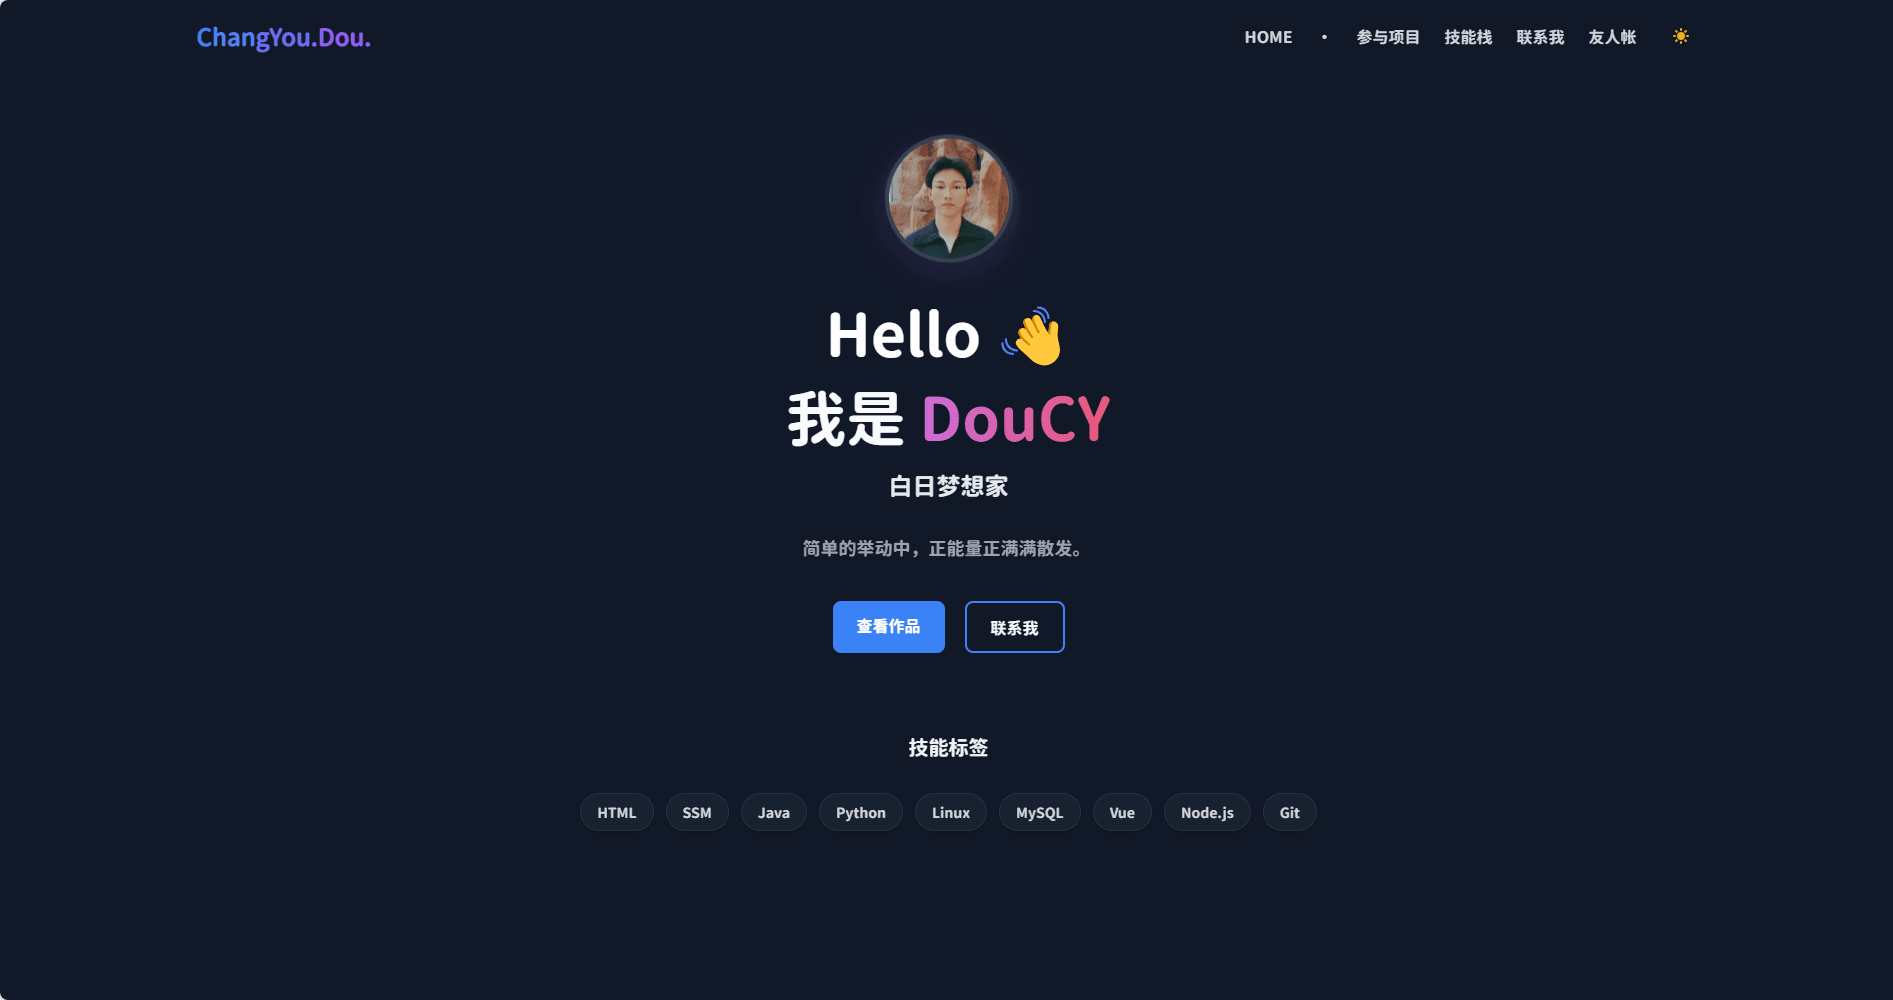 ChangYou.Dou.
HOME • 参与项目 技能栈 联系我 友人帐
Hello
我是 DouCY
白日梦想家
简单的举动中，正能量正满满散发。
查看作品 联系我
技能标签
HTML SSM Java Python Linux MySQL Vue Node.js Git